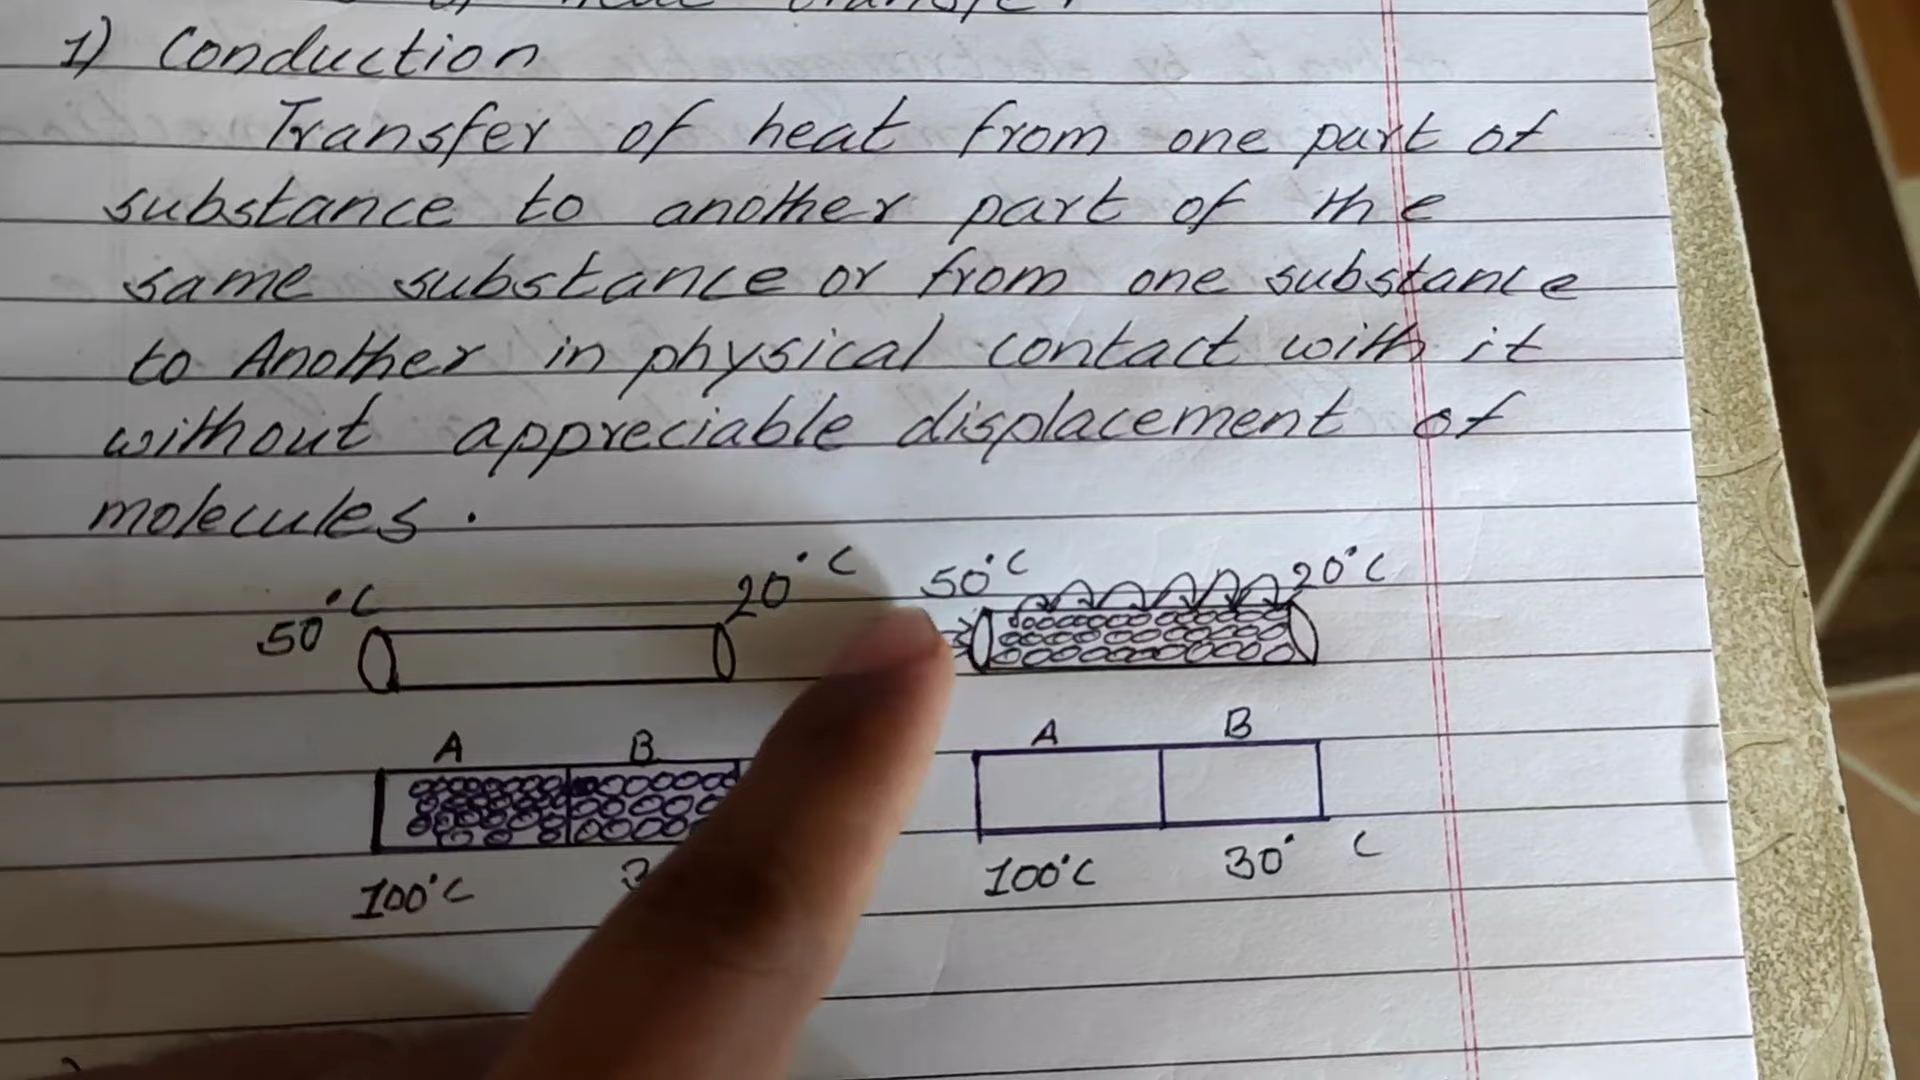 1) Conduction
Transfer of heat from one part of
substance to another part of the
same substance or from one substance
to Another in physical contact with it
without appreciable displacement of
molecules.
50°C 20°C 50°C 20°C
A B A B
100°C 100°C 30° C